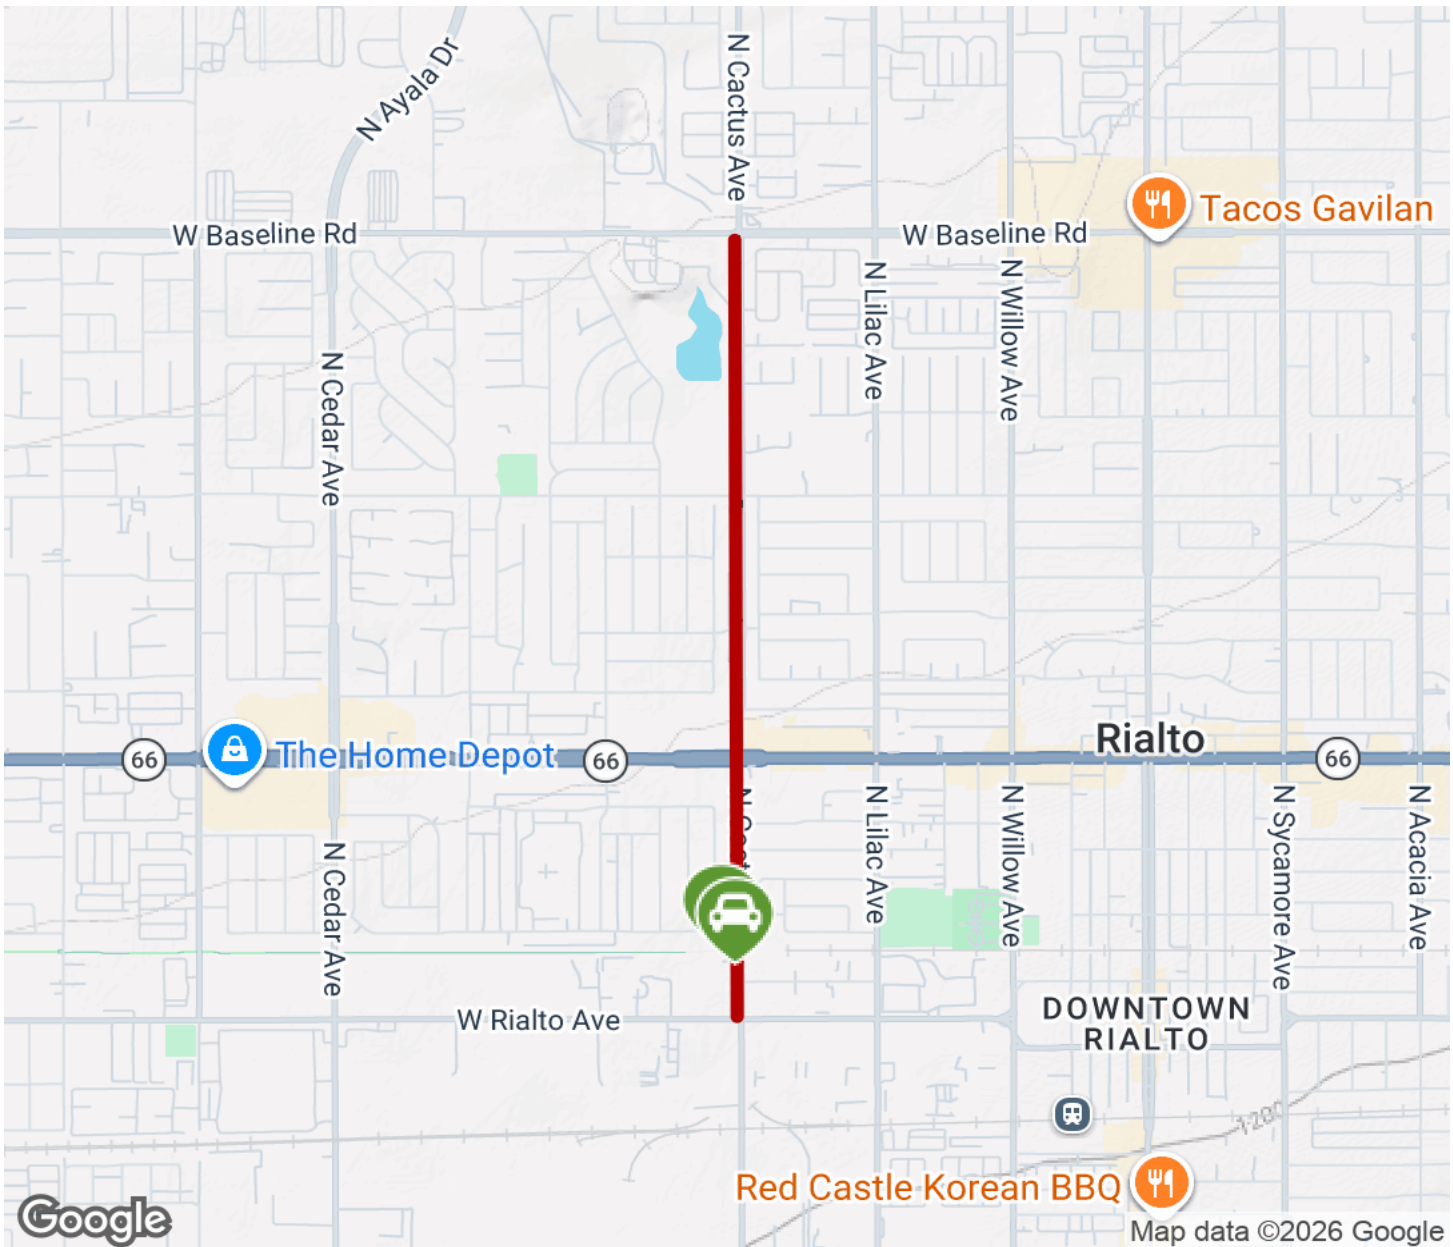 N Ayala Dr
N Cactus Ave
Tacos Gavilan
W Baseline Rd
W Baseline Rd
N Lilac Ave
N Willow Ave
N Cedar Ave
Rialto
66
The Home Depot
66
66
N Lilac Ave
N Willow Ave
N Sycamore Ave
N Acacia Ave
N Cedar Ave
W Rialto Ave
DOWNTOWN
RIALTO
1200
Red Castle Korean BBQ
Google
Map data ©2026 Google